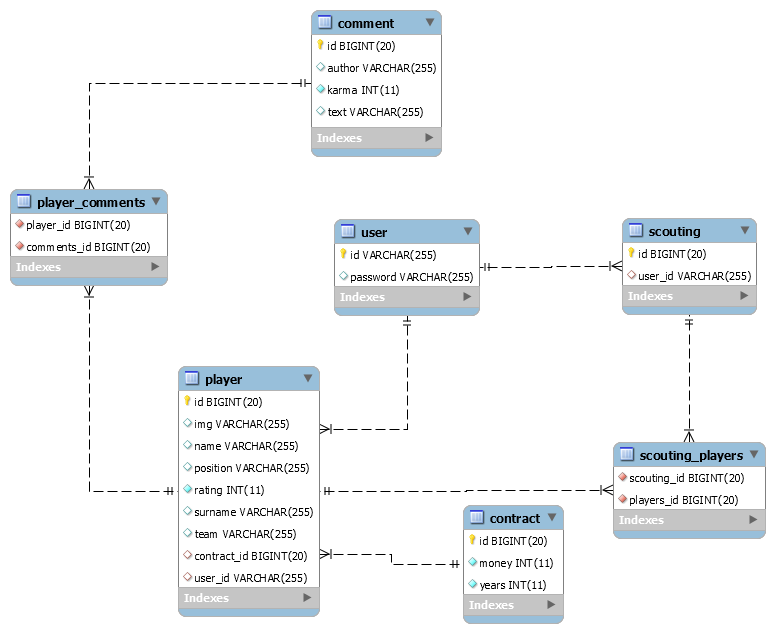 comment
id BIGINT(20)
author VARCHAR(255)
karma INT(11)
text VARCHAR(255)
Indexes
player_comments
player_id BIGINT(20)
comments_id BIGINT(20)
Indexes
user
id VARCHAR(255)
password VARCHAR(255)
Indexes
scouting
id BIGINT(20)
user_id VARCHAR(255)
Indexes
player
id BIGINT(20)
img VARCHAR(255)
name VARCHAR(255)
position VARCHAR(255)
rating INT(11)
surname VARCHAR(255)
team VARCHAR(255)
contract_id BIGINT(20)
user_id VARCHAR(255)
Indexes
scouting_players
scouting_id BIGINT(20)
players_id BIGINT(20)
Indexes
contract
id BIGINT(20)
money INT(11)
years INT(11)
Indexes